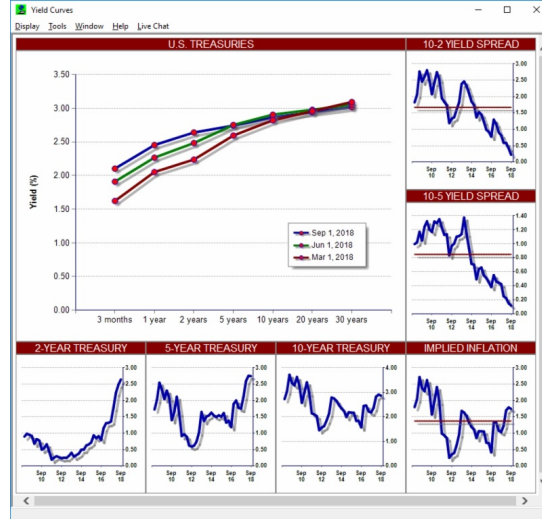 Yield Curves
Display Tools Window Help Live Chat
U.S. TREASURIES
3.50
3.00
2.50
2.00
1.50
1.00
0.50
0.00
Yield (%)
3 months 1 year 2 years 5 years 10 years 20 years 30 years
Sep 1, 2018
Jun 1, 2018
Mar 1, 2018
10-2 YIELD SPREAD
3.00
2.50
2.00
1.50
1.00
0.50
0.00
Sep Sep Sep Sep Sep
10 12 14 16 18
10-5 YIELD SPREAD
1.40
1.20
1.00
0.80
0.60
0.40
0.20
0.00
Sep Sep Sep Sep Sep
10 12 14 16 18
2-YEAR TREASURY
3.00
2.50
2.00
1.50
1.00
0.50
0.00
Sep Sep Sep Sep Sep
10 12 14 16 18
5-YEAR TREASURY
3.00
2.50
2.00
1.50
1.00
0.50
0.00
Sep Sep Sep Sep Sep
10 12 14 16 18
10-YEAR TREASURY
4.00
3.00
2.00
1.00
0.00
Sep Sep Sep Sep Sep
10 12 14 16 18
IMPLIED INFLATION
3.00
2.50
2.00
1.50
1.00
0.50
0.00
Sep Sep Sep Sep Sep
10 12 14 16 18